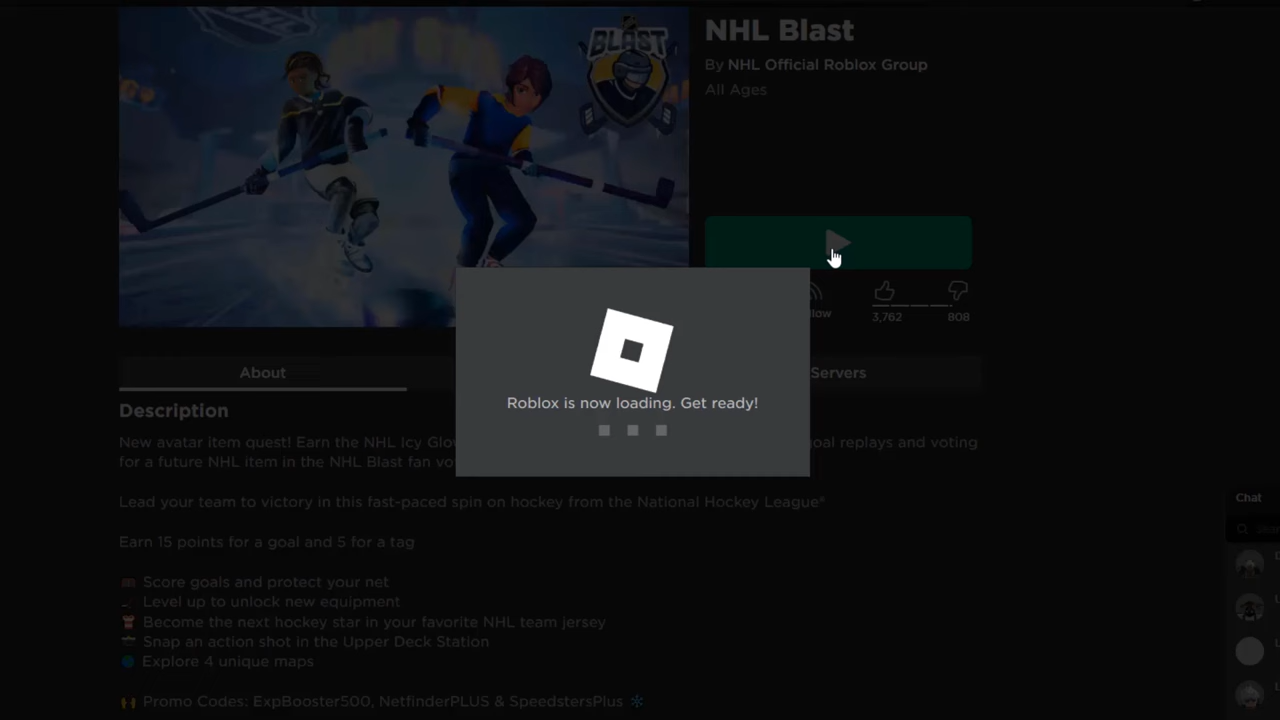 NHL
BLAST
NHL Blast
By NHL Official Roblox Group
All Ages
3,762
808
About
Servers
Roblox is now loading. Get ready!
Description
New avatar item quest! Earn the NHL Icy replays and voting
for a future NHL item in the NHL Blast fan
Lead your team to victory in this fast-paced spin on hockey from the National Hockey League®
Earn 15 points for a goal and 5 for a tag
Score goals and protect your net
Level up to unlock new equipment
Become the next hockey star in your favorite NHL team jersey
Snap an action shot in the Upper Deck Station
Explore 4 unique maps
Promo Codes: ExpBooster500, NetfinderPLUS & SpeedstersPlus
Chat